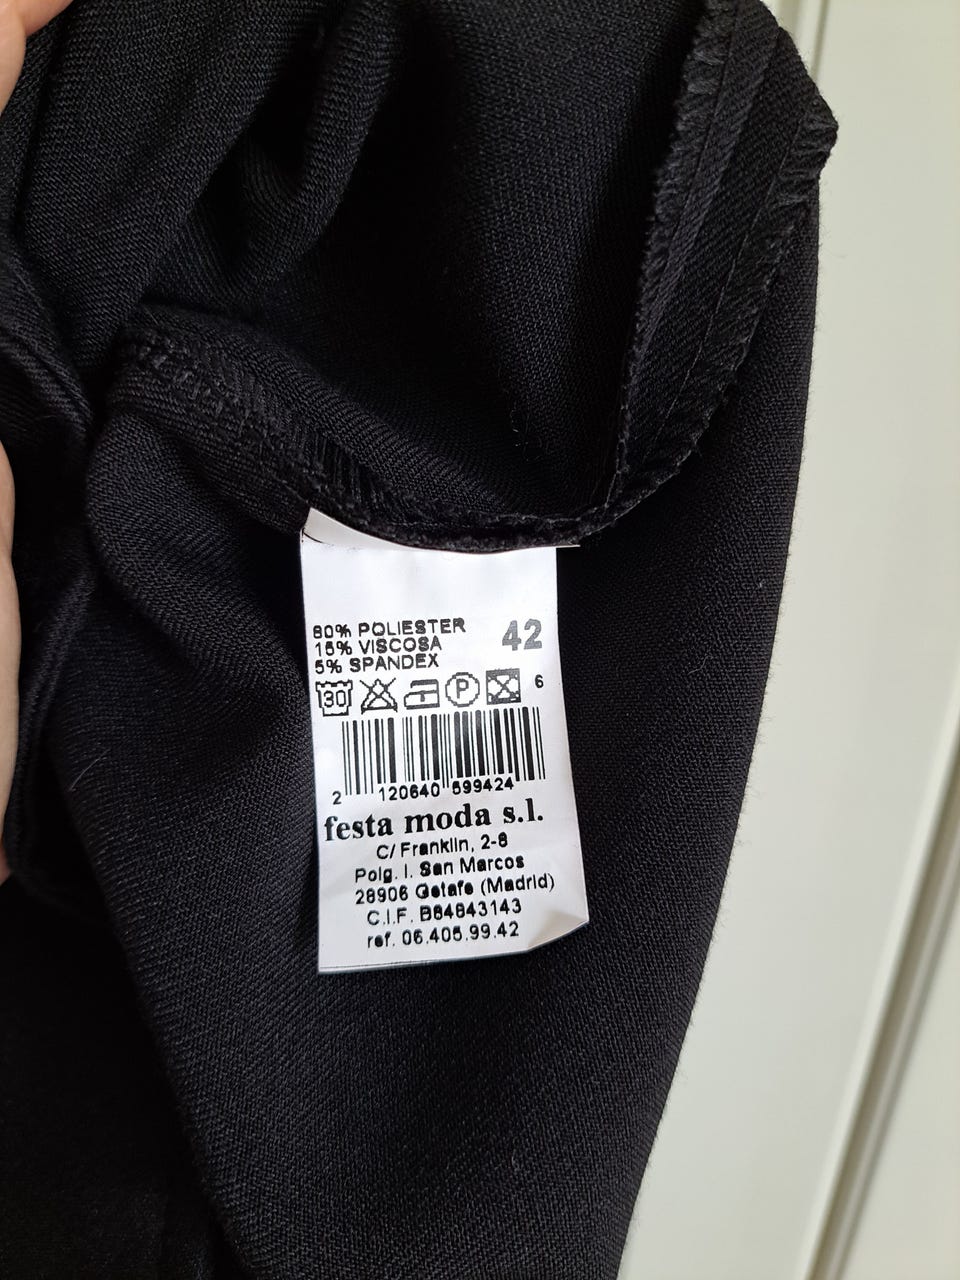 80% POLIESTER
15% VISCOSA
5% SPANDEX
42
30 P 6
2 120640 599424
festa moda s.l.
C/ Franklin, 2-8
Polg. I. San Marcos
28906 Getafe (Madrid)
C.I.F. B84843143
ref. 06.405.99.42